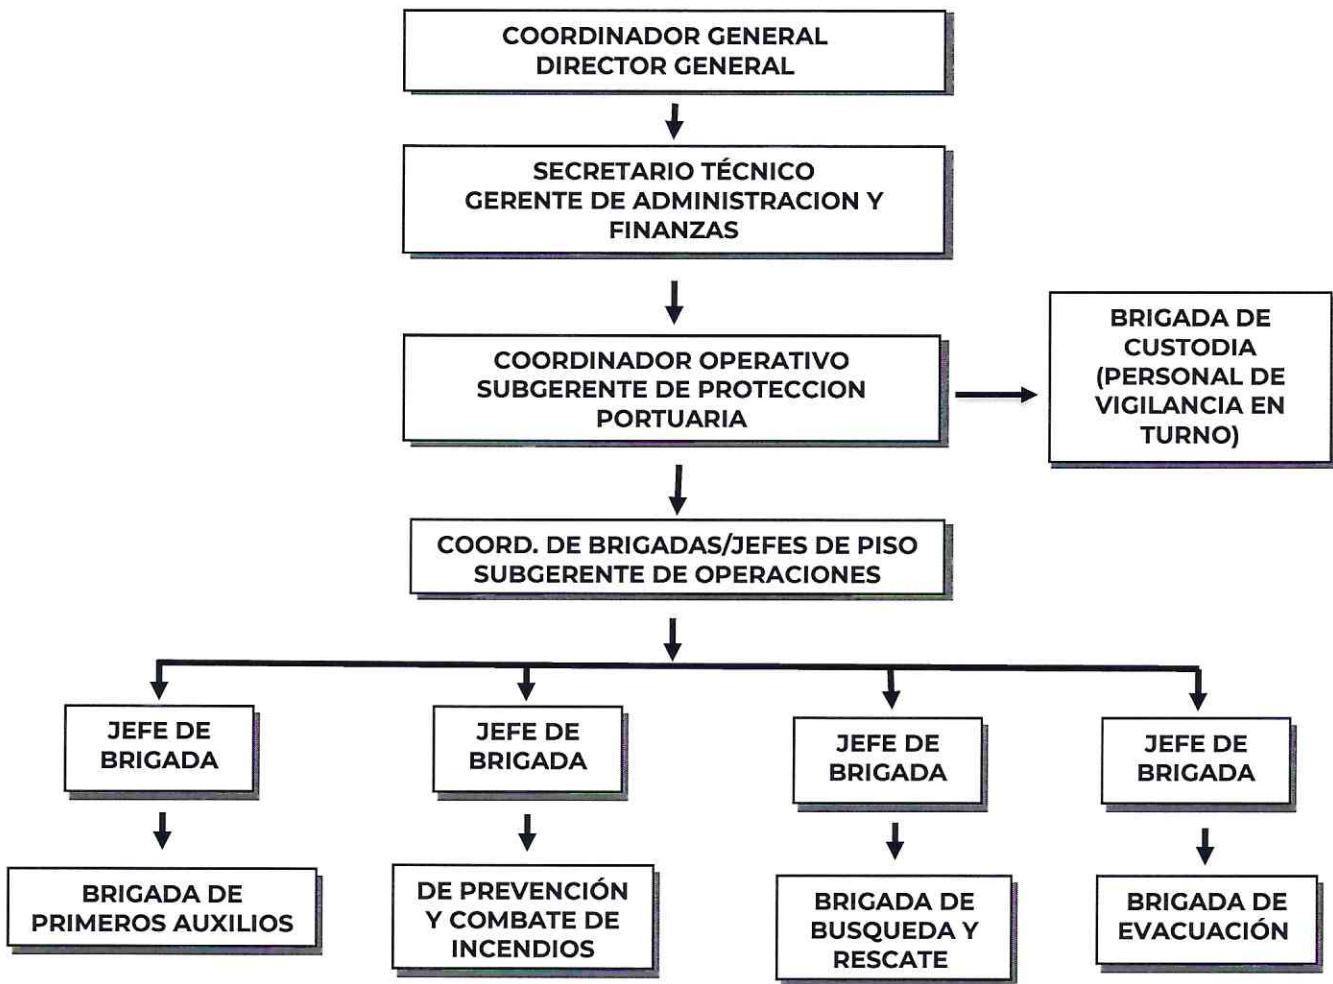 COORDINADOR GENERAL
DIRECTOR GENERAL
SECRETARIO TÉCNICO
GERENTE DE ADMINISTRACION Y
FINANZAS
COORDINADOR OPERATIVO
SUBGERENTE DE PROTECCION
PORTUARIA
BRIGADA DE
CUSTODIA
(PERSONAL DE
VIGILANCIA EN
TURNO)
COORD. DE BRIGADAS/JEFES DE PISO
SUBGERENTE DE OPERACIONES
JEFE DE
BRIGADA
JEFE DE
BRIGADA
JEFE DE
BRIGADA
JEFE DE
BRIGADA
BRIGADA DE
PRIMEROS AUXILIOS
DE PREVENCIÓN
Y COMBATE DE
INCENDIOS
BRIGADA DE
BUSQUEDA Y
RESCATE
BRIGADA DE
EVACUACIÓN